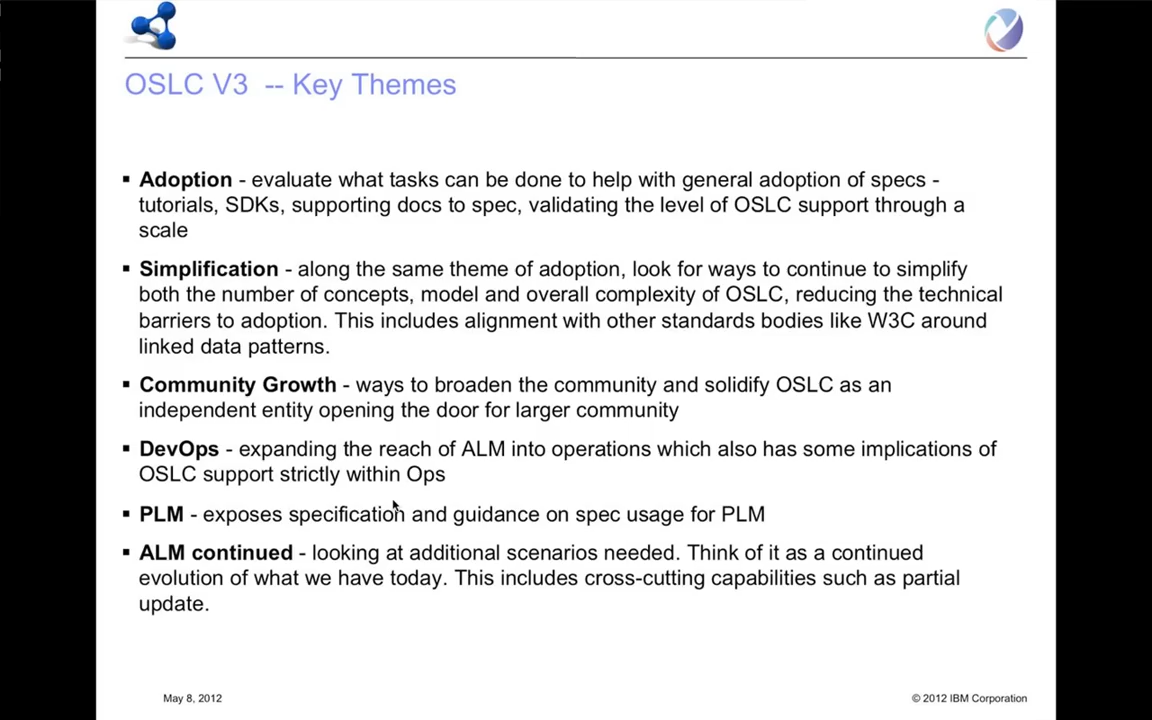 OSLC V3 -- Key Themes
▪ Adoption - evaluate what tasks can be done to help with general adoption of specs -
tutorials, SDKs, supporting docs to spec, validating the level of OSLC support through a
scale
▪ Simplification - along the same theme of adoption, look for ways to continue to simplify
both the number of concepts, model and overall complexity of OSLC, reducing the technical
barriers to adoption. This includes alignment with other standards bodies like W3C around
linked data patterns.
▪ Community Growth - ways to broaden the community and solidify OSLC as an
independent entity opening the door for larger community
▪ DevOps - expanding the reach of ALM into operations which also has some implications of
OSLC support strictly within Ops
▪ PLM - exposes specification and guidance on spec usage for PLM
▪ ALM continued - looking at additional scenarios needed. Think of it as a continued
evolution of what we have today. This includes cross-cutting capabilities such as partial
update.
May 8, 2012
© 2012 IBM Corporation